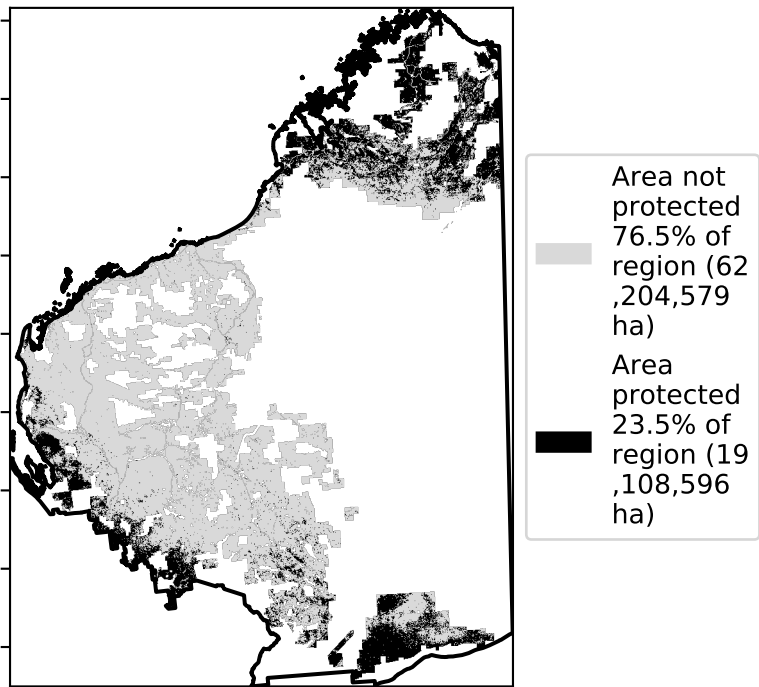 Area not
protected
76.5% of
region (62
,204,579
ha)
Area
protected
23.5% of
region (19
,108,596
ha)